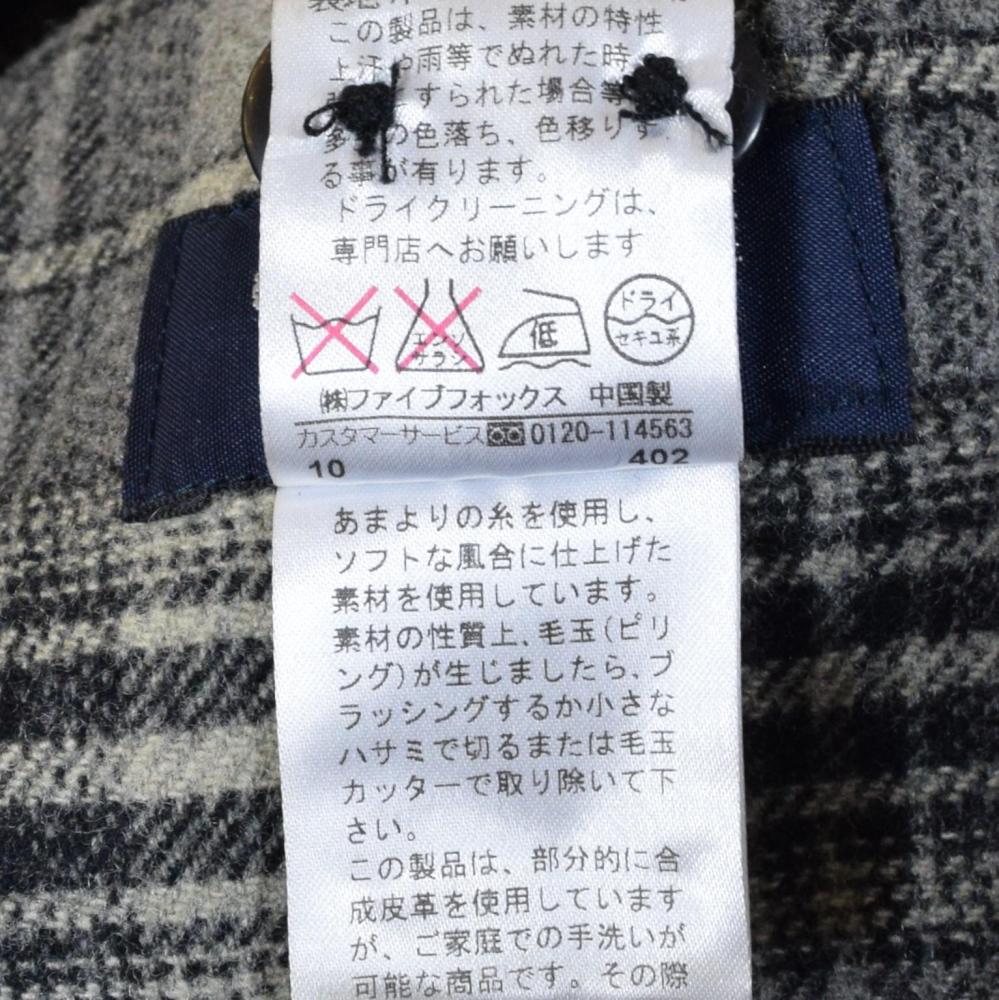 この製品は、素材の特性
上汗や雨等でぬれた時
すられた場合等
色落ち、色移りす
る事が有ります。
ドライクリーニングは、
専門店へお願いします
エンソ
サラシ
低
ドライ
セキユ系
㈱ファイブフォックス 中国製
カスタマーサービス 0120-114563
10 402
あまよりの糸を使用し、
ソフトな風合に仕上げた
素材を使用しています。
素材の性質上、毛玉(ピリ
ング)が生じましたら、ブ
ラッシングするか小さな
ハサミで切るまたは毛玉
カッターで取り除いて下
さい。
この製品は、部分的に合
成皮革を使用しています
が、ご家庭での手洗いが
可能な商品です。その際